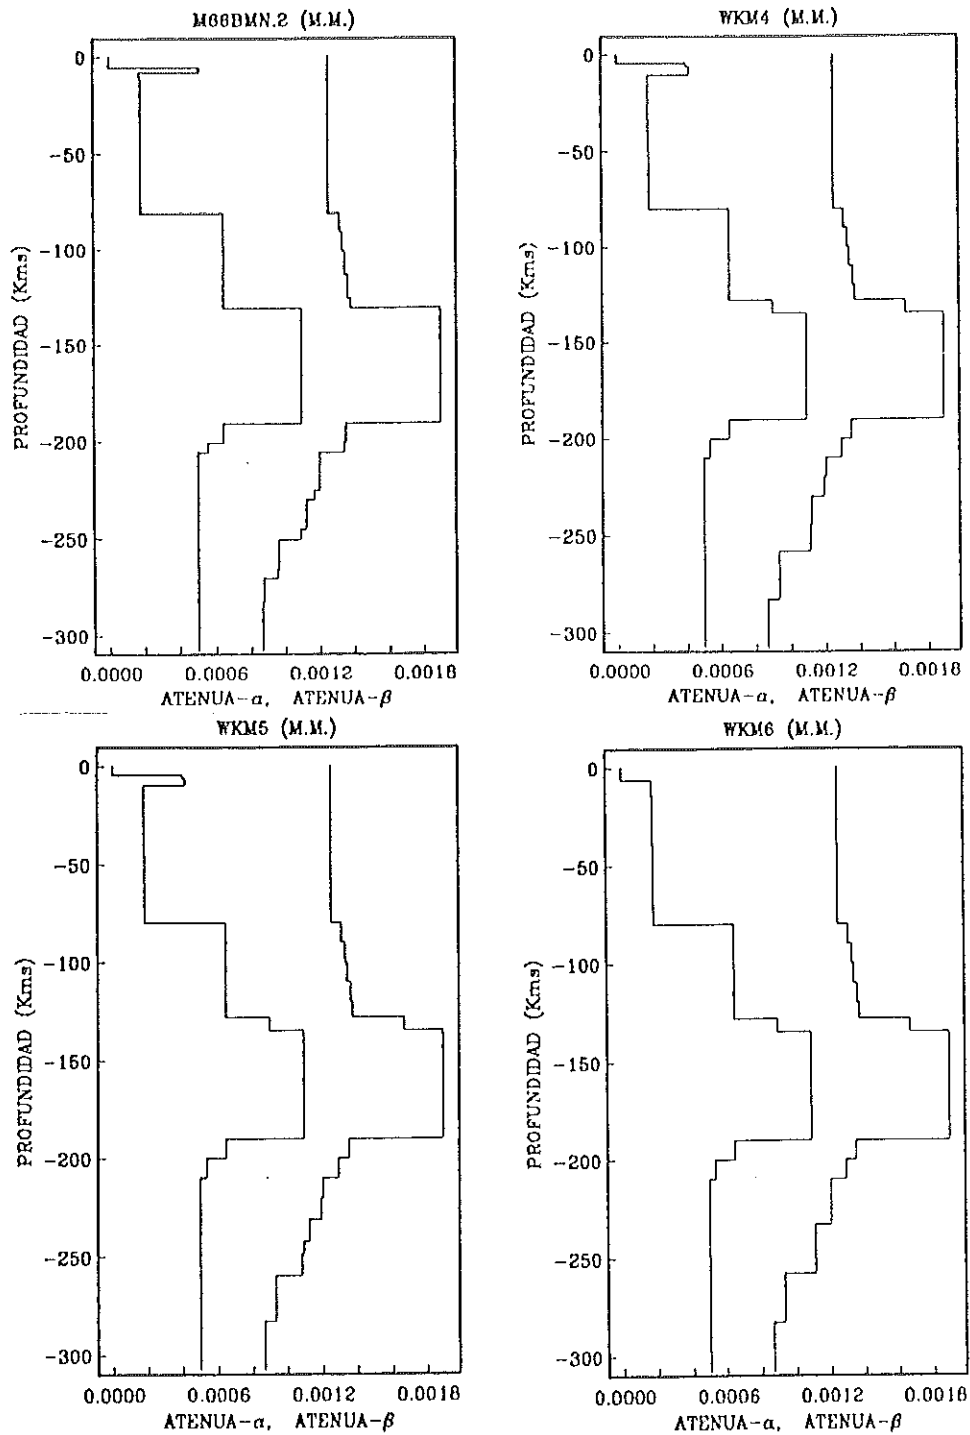 M66BMN.2 (M.M.)
0
-50
-100
-150
-200
-250
-300
PROFUNDIDAD (Kms)
0.0000 0.0006 0.0012 0.0018
ATENUA-α, ATENUA-β
WKM4 (M.M.)
0
-50
-100
-150
-200
-250
-300
PROFUNDIDAD (Kms)
0.0000 0.0006 0.0012 0.0018
ATENUA-α, ATENUA-β
WKM5 (M.M.)
0
-50
-100
-150
-200
-250
-300
PROFUNDIDAD (Kms)
0.0000 0.0006 0.0012 0.0018
ATENUA-α, ATENUA-β
WKM6 (M.M.)
0
-50
-100
-150
-200
-250
-300
PROFUNDIDAD (Kms)
0.0000 0.0006 0.0012 0.0018
ATENUA-α, ATENUA-β